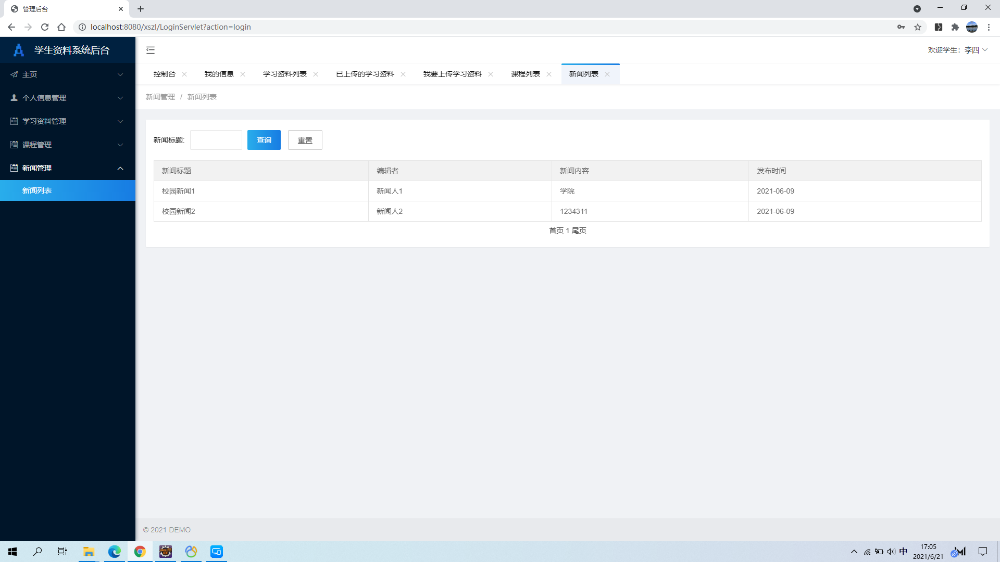 管理后台
localhost:8080/xszl/LoginServlet?action=login
学生资料系统后台
欢迎学生：李四
主页
个人信息管理
学习资料管理
课程管理
新闻管理
新闻列表
控制台 我的信息 学习资料列表 已上传的学习资料 我要上传学习资料 课程列表 新闻列表
新闻管理 / 新闻列表
新闻标题: 查询 重置
新闻标题 编辑者 新闻内容 发布时间
校园新闻1 新闻人1 学院 2021-06-09
校园新闻2 新闻人2 1234311 2021-06-09
首页 1 尾页
© 2021 DEMO
中
17:05
2021/6/21